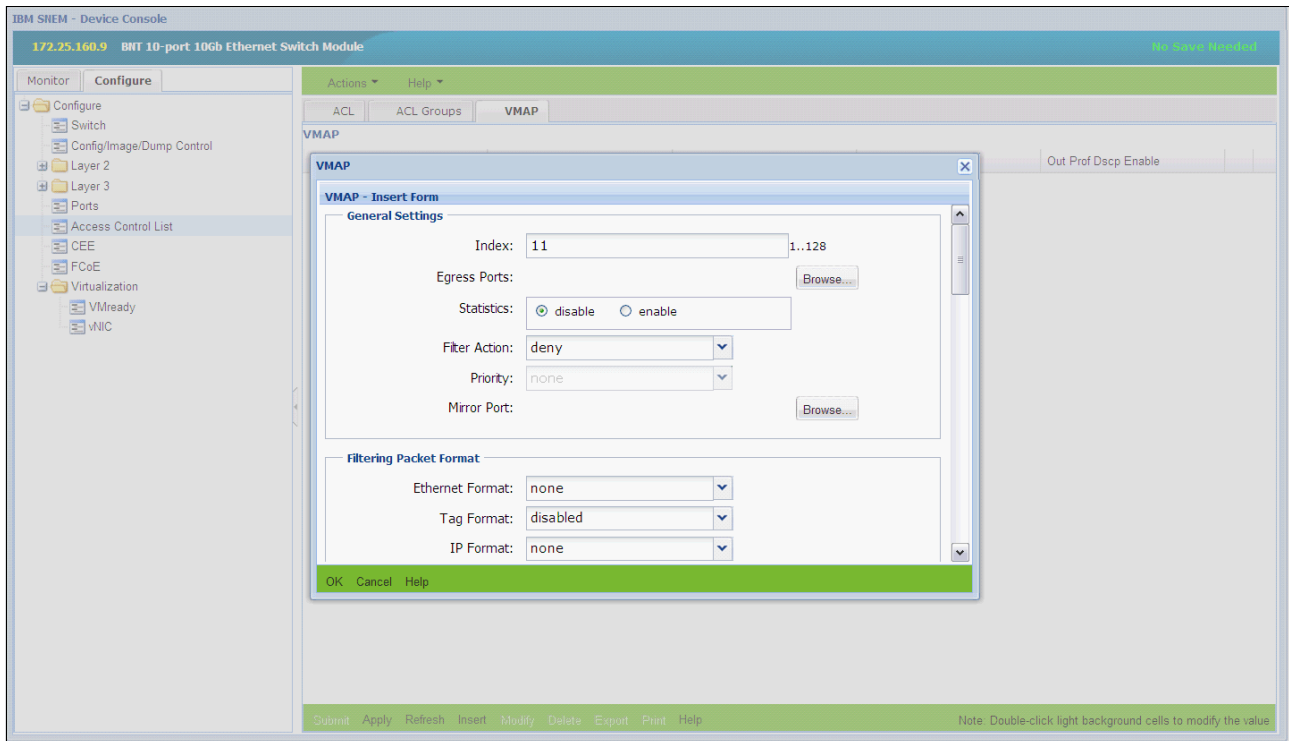 IBM SNEM - Device Console
172.25.160.9 BNT 10-port 10Gb Ethernet Switch Module No Save Needed
Monitor Configure
Actions Help
Configure
Switch
Config/Image/Dump Control
Layer 2
Layer 3
Ports
Access Control List
CEE
FCoE
Virtualization
VMready
vNIC
ACL ACL Groups VMAP
VMAP
Out Prof Dscp Enable
VMAP
VMAP - Insert Form
General Settings
Index: 11 1..128
Egress Ports: Browse...
Statistics: disable enable
Filter Action: deny
Priority: none
Mirror Port: Browse...
Filtering Packet Format
Ethernet Format: none
Tag Format: disabled
IP Format: none
OK Cancel Help
Submit Apply Refresh Insert Modify Delete Export Print Help Note: Double-click light background cells to modify the value